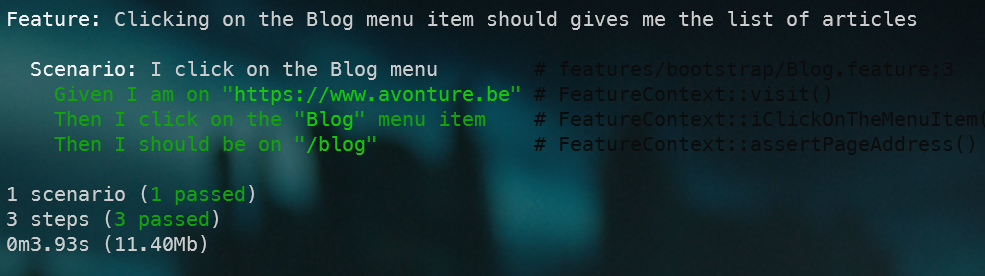 Feature: Clicking on the Blog menu item should gives me the list of articles
Scenario: I click on the Blog menu # features/bootstrap/Blog.feature:3
Given I am on "https://www.avonture.be" # FeatureContext::visit()
Then I click on the "Blog" menu item # FeatureContext::iClickOnTheMenuItem(
Then I should be on "/blog" # FeatureContext::assertPageAddress()
1 scenario (1 passed)
3 steps (3 passed)
0m3.93s (11.40Mb)